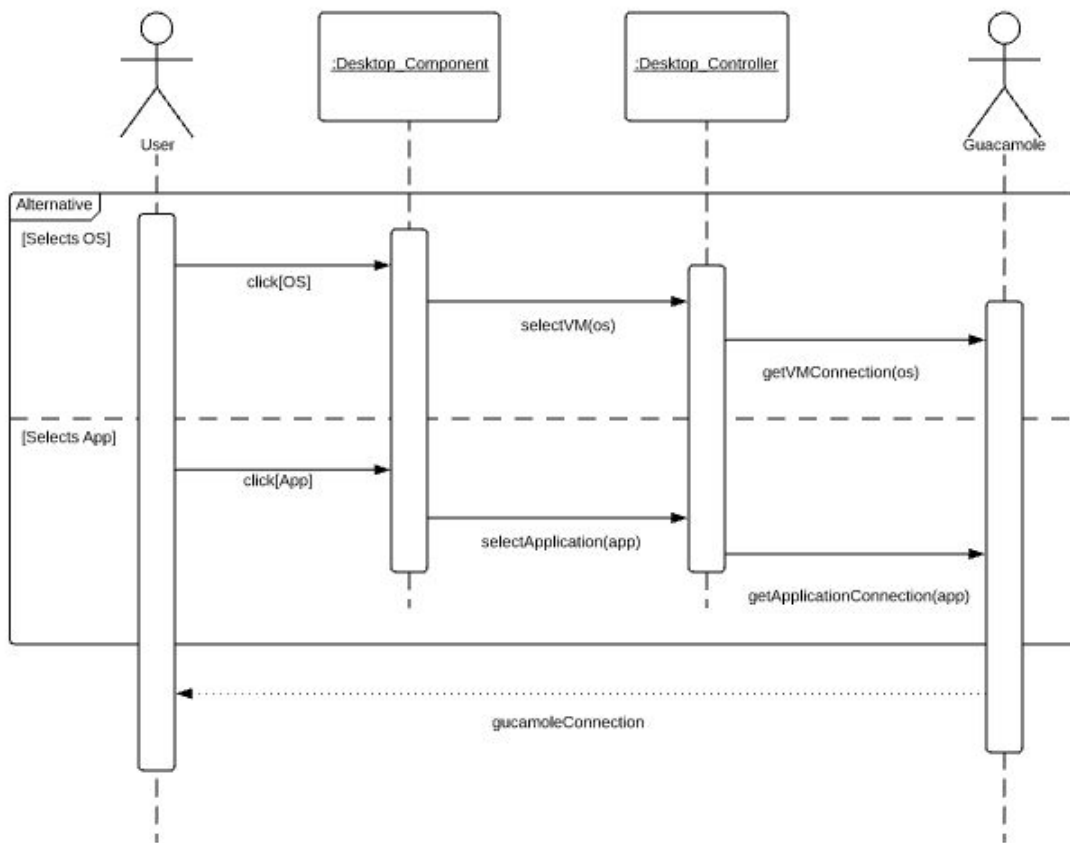 :Desktop_Component
:Desktop_Controller
User
Guacamole
Alternative
[Selects OS]
click[OS]
selectVM(os)
getVMConnection(os)
[Selects App]
click[App]
selectApplication(app)
getApplicationConnection(app)
gucamoleConnection